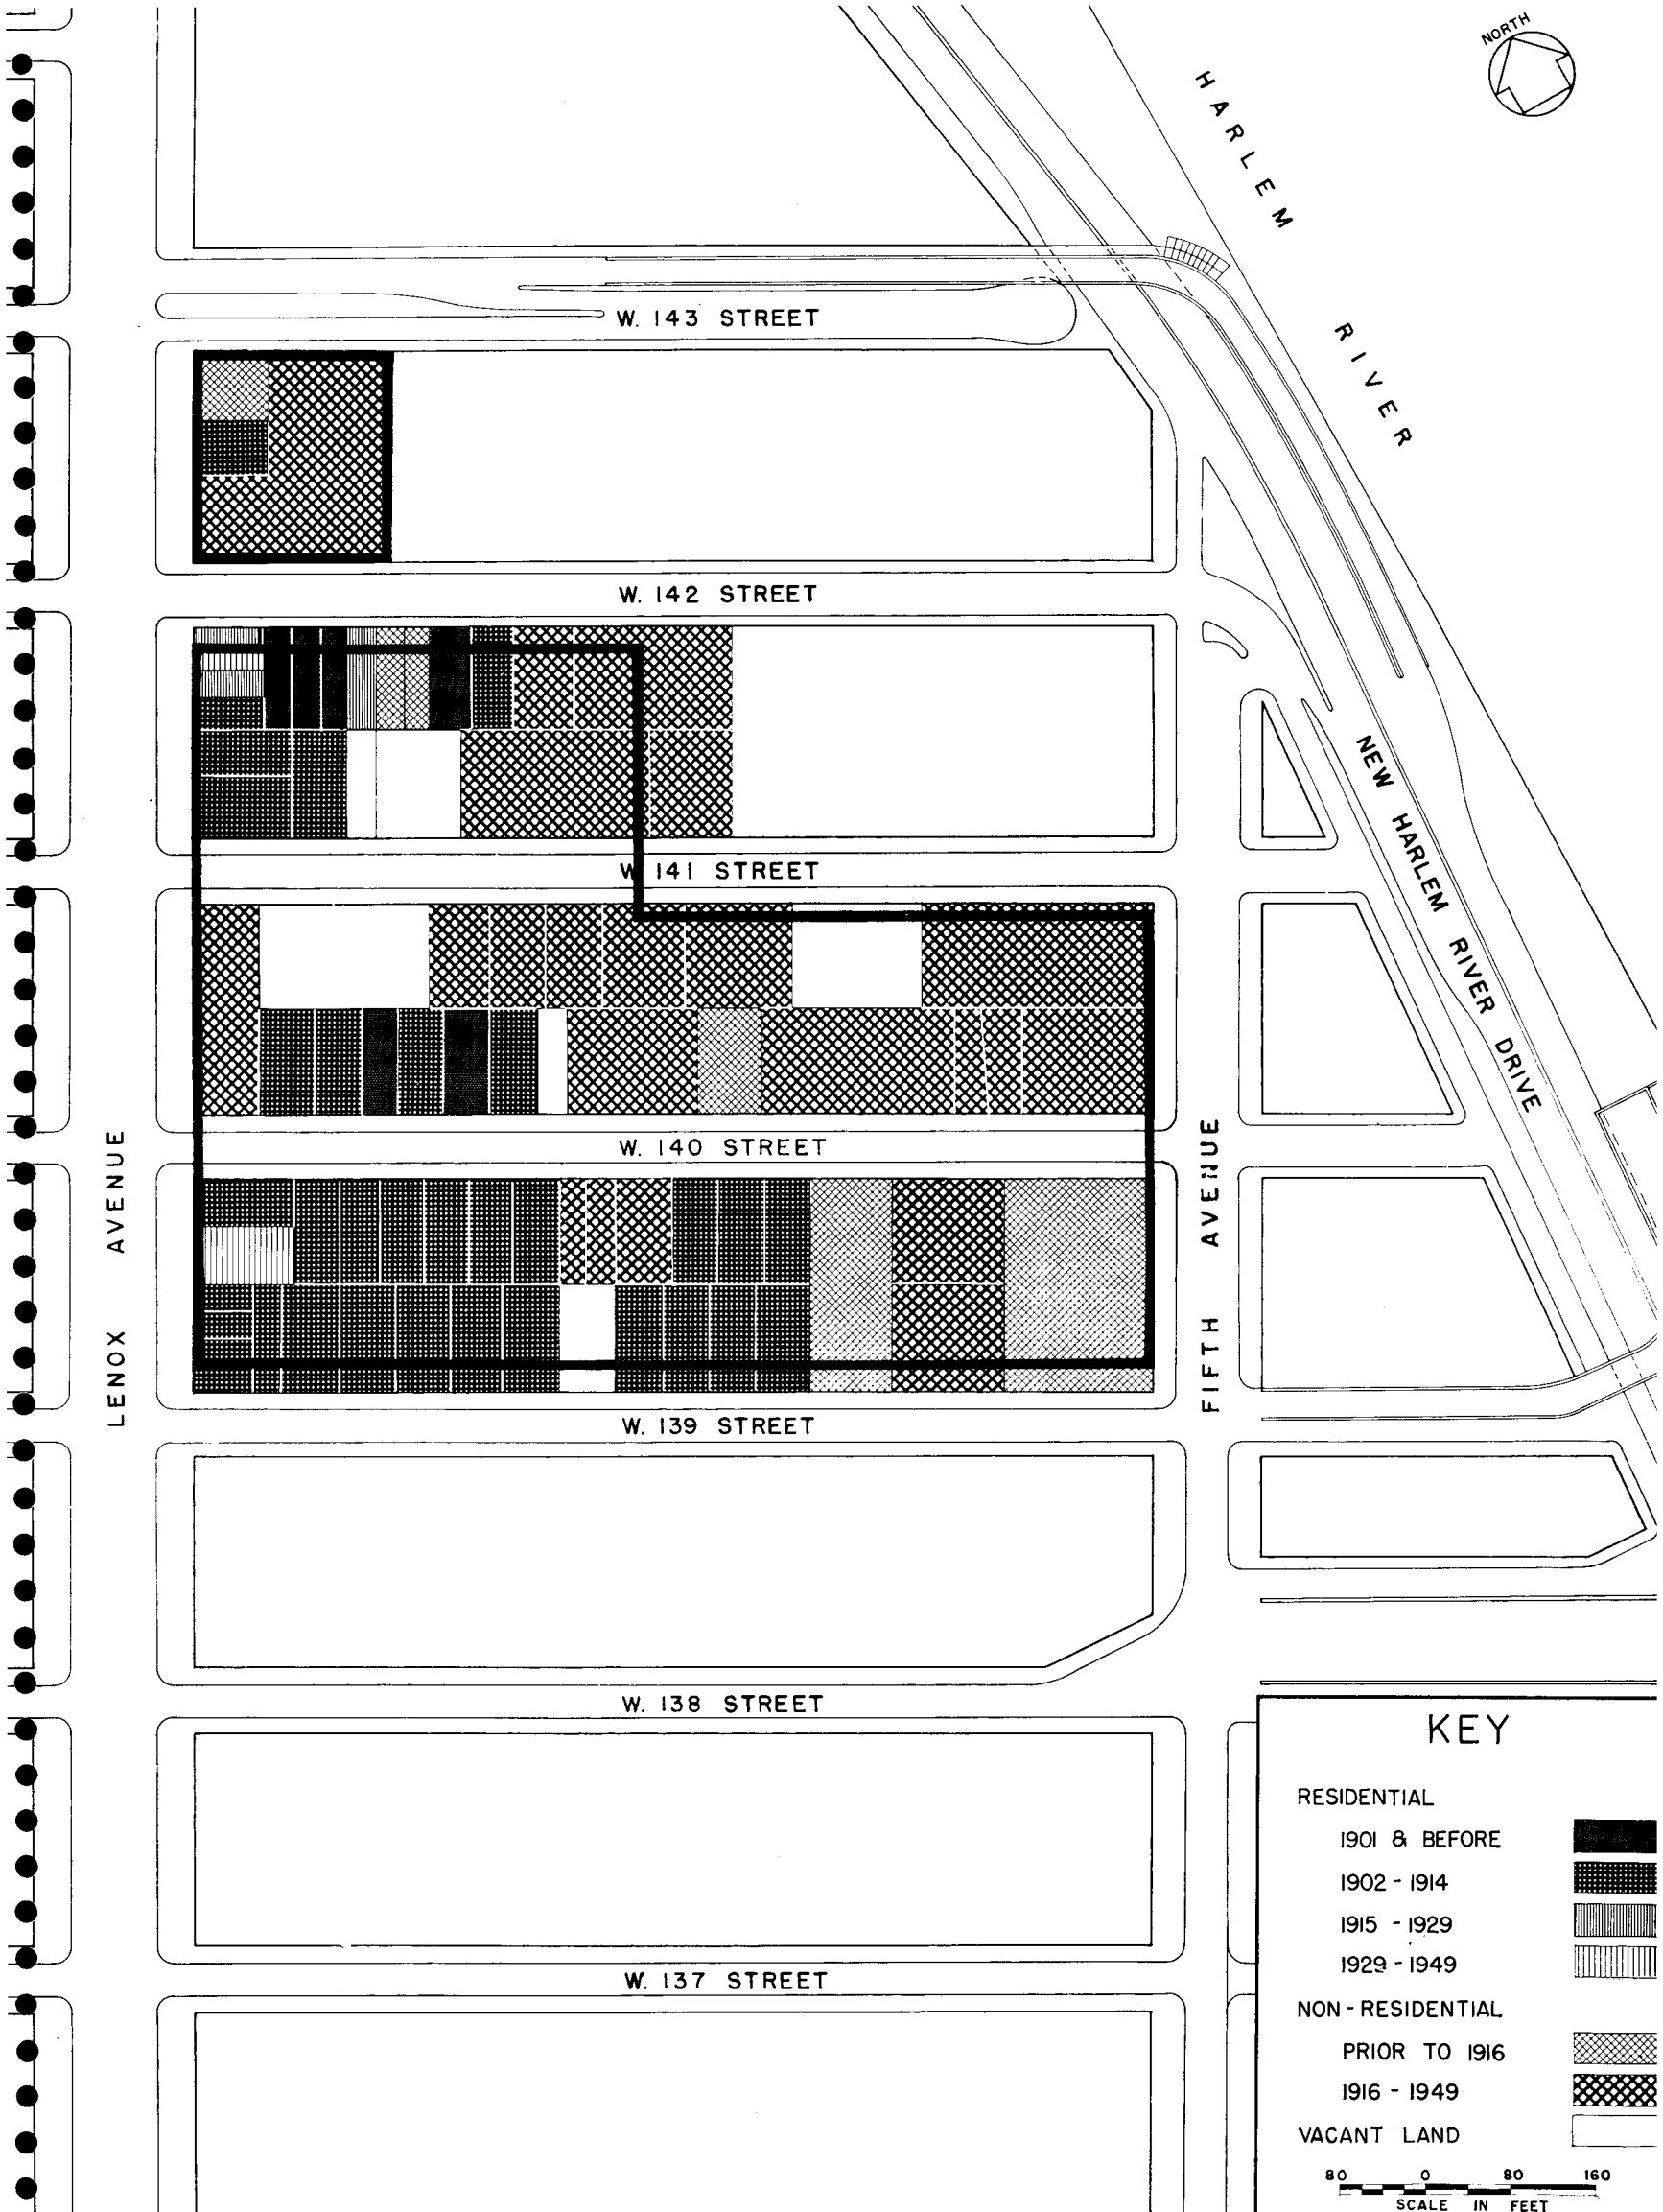 NORTH
HARLEM RIVER
W. 143 STREET
W. 142 STREET
W. 141 STREET
NEW HARLEM RIVER DRIVE
W. 140 STREET
LENOX AVENUE
FIFTH AVENUE
W. 139 STREET
W. 138 STREET
W. 137 STREET
KEY
RESIDENTIAL
1901 & BEFORE
1902 - 1914
1915 - 1929
1929 - 1949
NON - RESIDENTIAL
PRIOR TO 1916
1916 - 1949
VACANT LAND
80 0 80 160
SCALE IN FEET